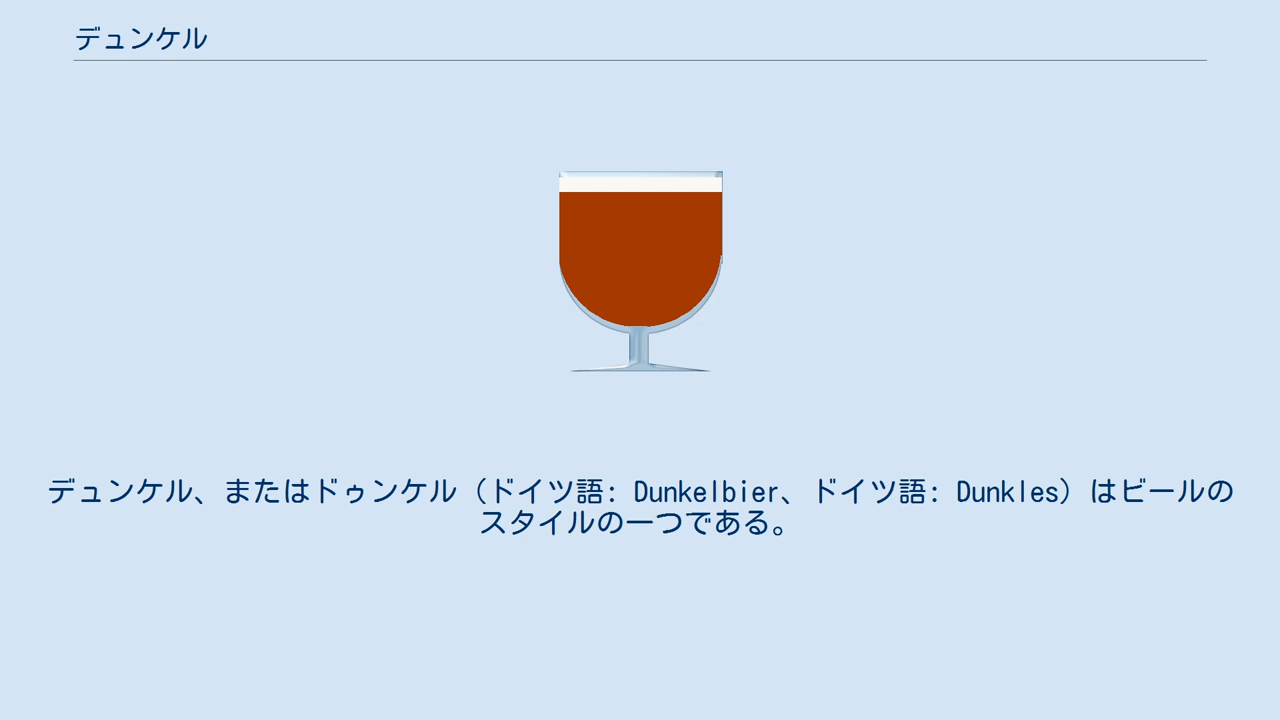 デュンケル
デュンケル、またはドゥンケル（ドイツ語: Dunkelbier、ドイツ語: Dunkles）はビールの
スタイルの一つである。